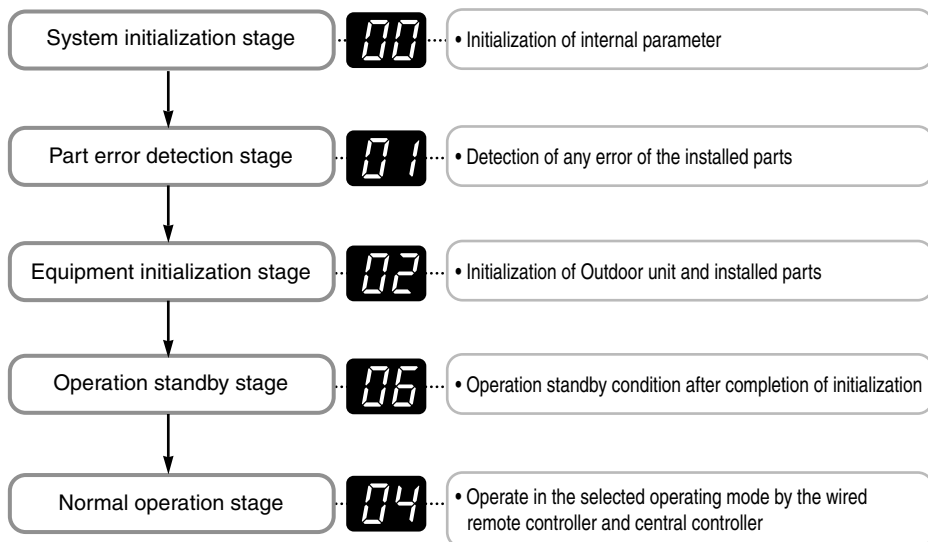 System initialization stage
00
• Initialization of internal parameter
Part error detection stage
01
• Detection of any error of the installed parts
Equipment initialization stage
02
• Initialization of Outdoor unit and installed parts
Operation standby stage
06
• Operation standby condition after completion of initialization
Normal operation stage
04
• Operate in the selected operating mode by the wired
remote controller and central controller